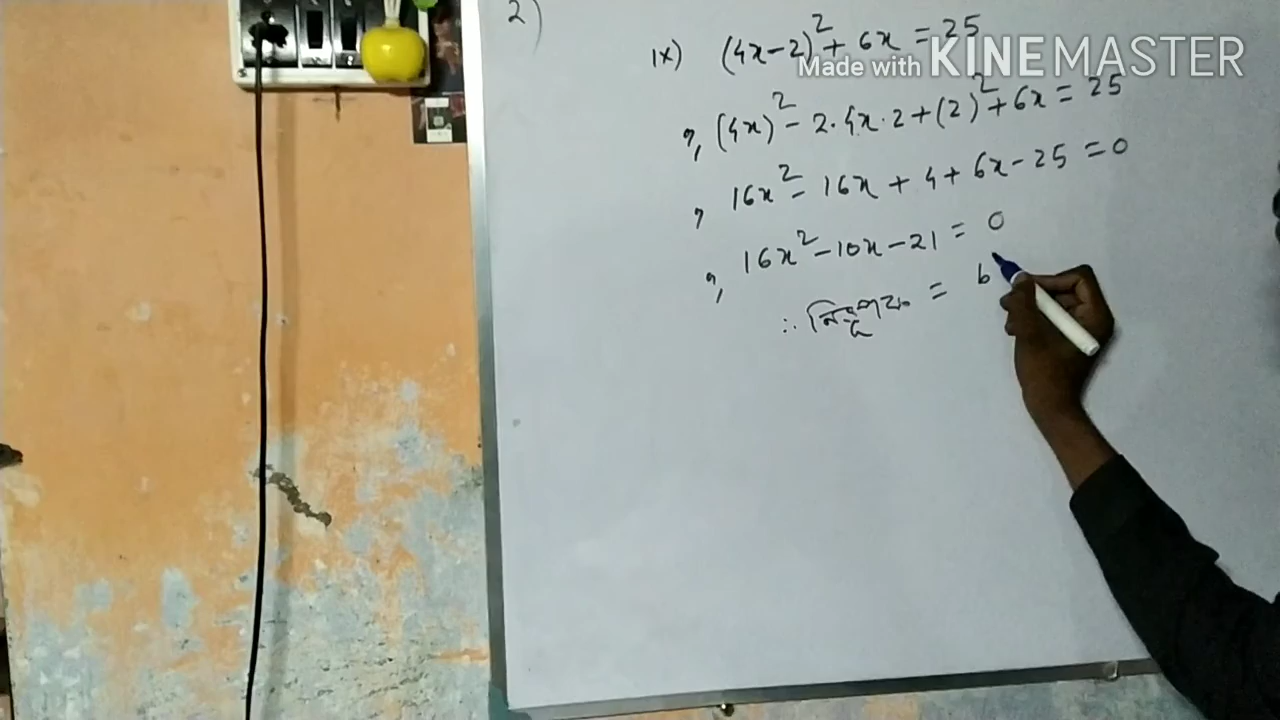 2)
ix) (4x-2)² + 6x = 25
Made with KINEMASTER
বা, (4x)² - 2·4x·2 + (2)² + 6x = 25
বা, 16x² - 16x + 4 + 6x - 25 = 0
বা, 16x² - 10x - 21 = 0
∴ নিরূপক = b